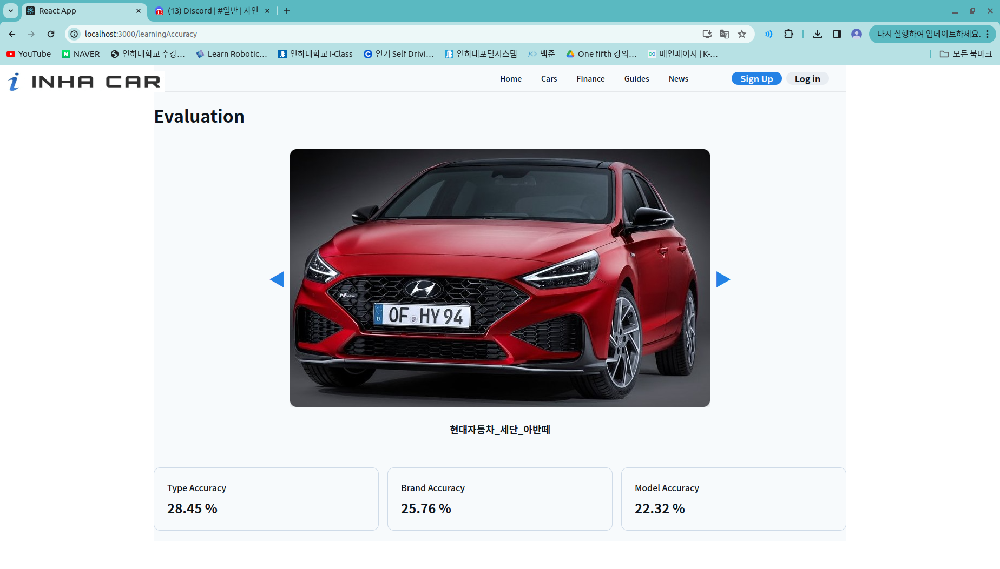 React App
(13) Discord | #일반 | 자인
localhost:3000/learningAccuracy
다시 실행하여 업데이트하세요.
YouTube
NAVER
인하대학교 수강...
Learn Robotic...
인하대학교 I-Class
인기 Self Drivi...
인하대포털시스템
백준
One fifth 강의...
메인페이지 | K-...
모든 북마크
i INHA CAR
Home
Cars
Finance
Guides
News
Sign Up
Log in
Evaluation
N Line
D OF HY 94
현대자동차_세단_아반떼
Type Accuracy
28.45 %
Brand Accuracy
25.76 %
Model Accuracy
22.32 %